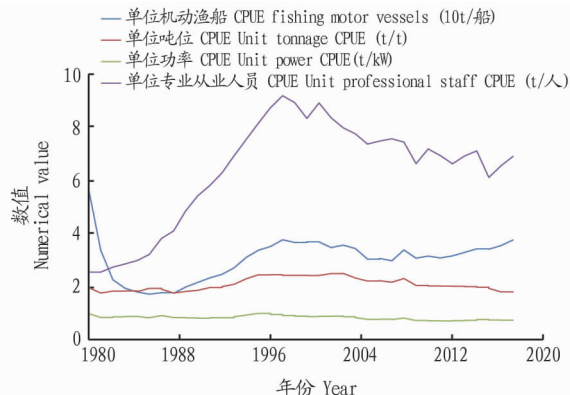 单位机动渔船 CPUE fishing motor vessels (10t/船)
单位吨位 CPUE Unit tonnage CPUE (t/t)
单位功率 CPUE Unit power CPUE(t/kW)
单位专业从业人员 CPUE Unit professional staff CPUE (t/人)
数值
Numerical value
10
8
6
4
2
0
1980
1988
1996
2004
2012
2020
年份 Year